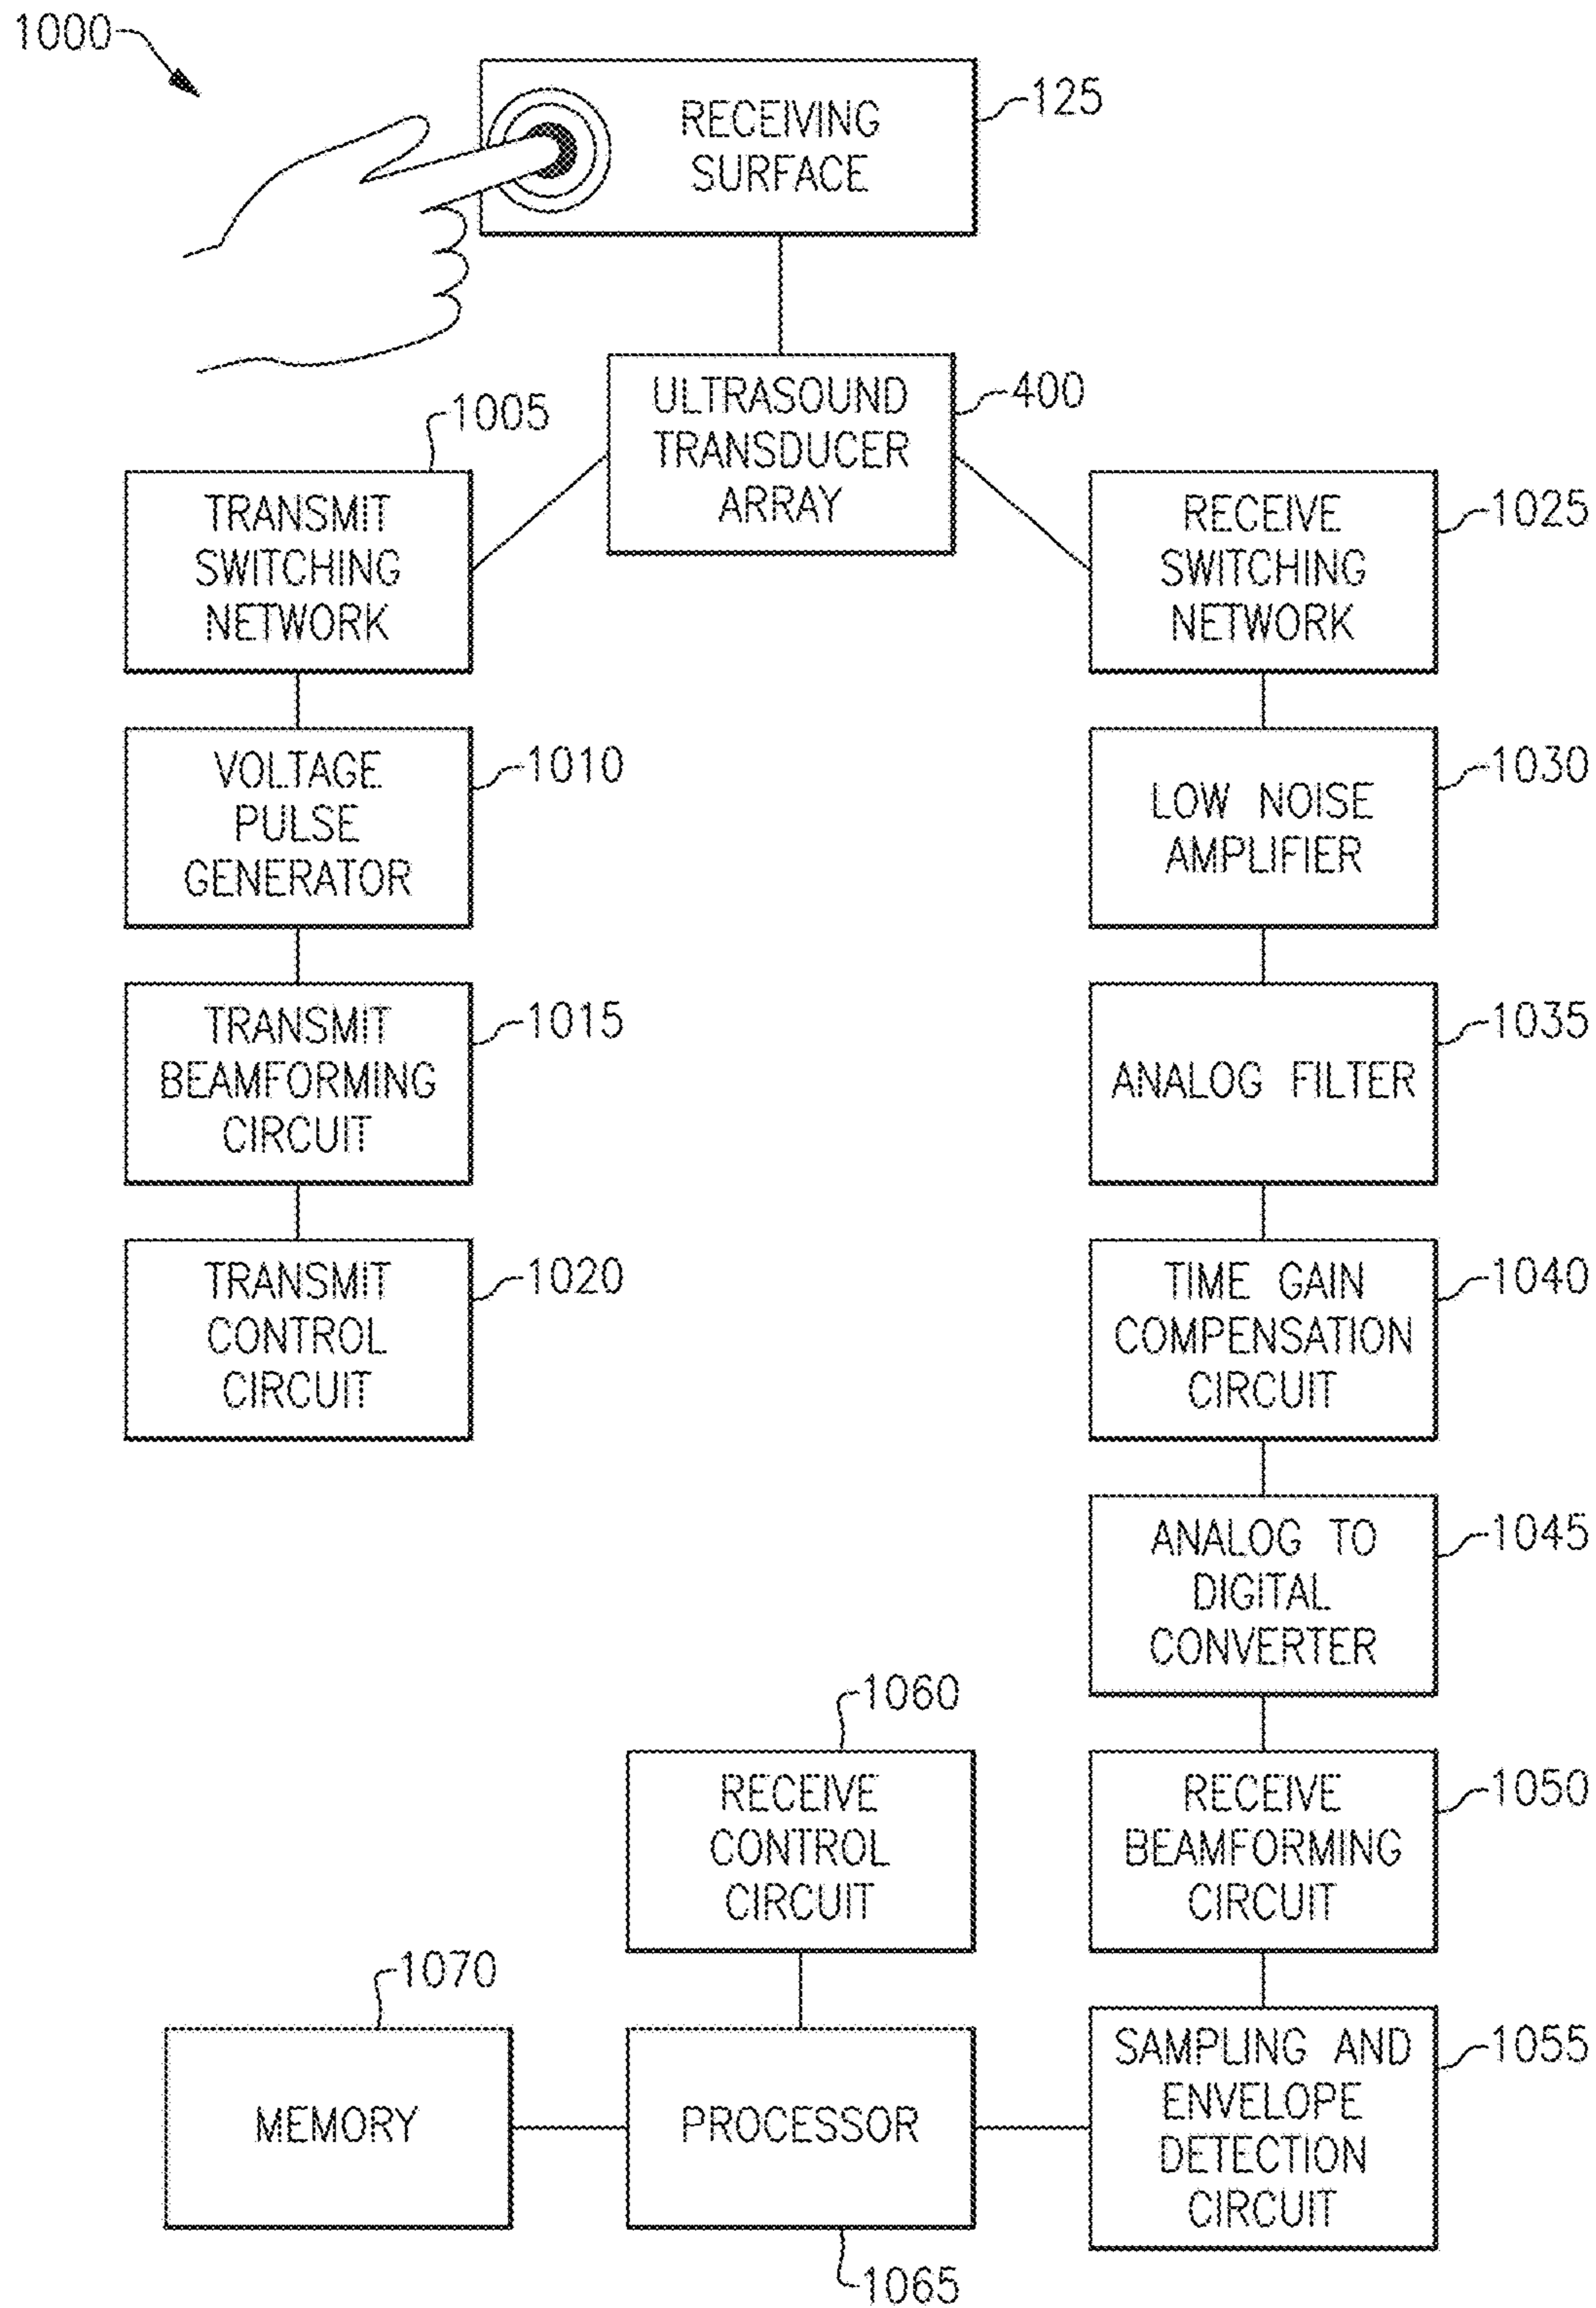 1000
RECEIVING
SURFACE
125
ULTRASOUND
TRANSDUCER
ARRAY
400
1005
TRANSMIT
SWITCHING
NETWORK
RECEIVE
SWITCHING
NETWORK
1025
VOLTAGE
PULSE
GENERATOR
1010
LOW NOISE
AMPLIFIER
1030
TRANSMIT
BEAMFORMING
CIRCUIT
1015
ANALOG FILTER
1035
TRANSMIT
CONTROL
CIRCUIT
1020
TIME GAIN
COMPENSATION
CIRCUIT
1040
ANALOG TO
DIGITAL
CONVERTER
1045
1060
RECEIVE
CONTROL
CIRCUIT
RECEIVE
BEAMFORMING
CIRCUIT
1050
1070
MEMORY
PROCESSOR
1065
SAMPLING AND
ENVELOPE
DETECTION
CIRCUIT
1055